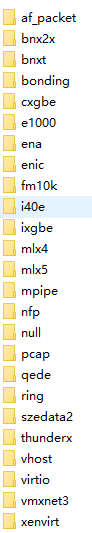 af_packet
bnx2x
bnxt
bonding
cxgbe
e1000
ena
enic
fm10k
i40e
ixgbe
mlx4
mlx5
mpipe
nfp
null
pcap
qede
ring
szedata2
thunderx
vhost
virtio
vmxnet3
xenvirt